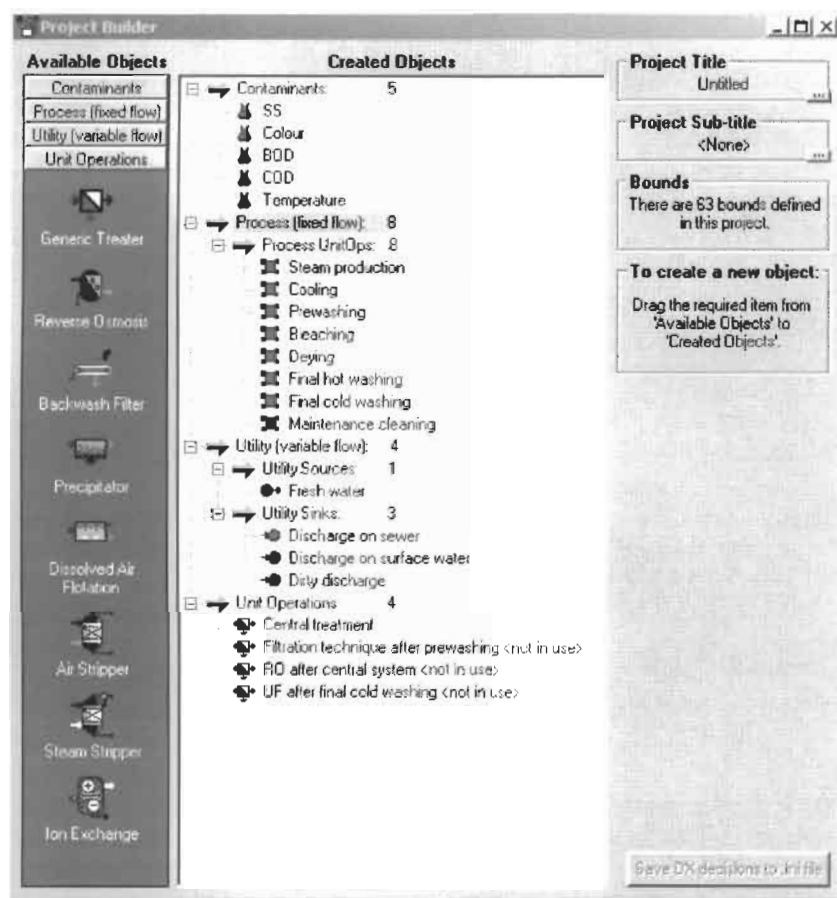 Project Builder
Available Objects
Contaminants
Process (fixed flow)
Utility (variable flow)
Unit Operations
Generic Treater
Reverse Osmosis
Backwash Filter
Precipitator
Dissolved Air
Flotation
Air Stripper
Steam Stripper
Ion Exchange
Created Objects
Contaminants: 5
SS
Colour
BOD
COD
Temperature
Process (fixed flow): 8
Process UnitOps: 8
Steam production
Cooling
Prewashing
Bleaching
Deying
Final hot washing
Final cold washing
Maintenance cleaning
Utility (variable flow): 4
Utility Sources: 1
Fresh water
Utility Sinks: 3
Discharge on sewer
Discharge on surface water
Dirty discharge
Unit Operations 4
Central treatment
Filtration technique after prewashing <not in use>
RO after central system <not in use>
UF after final cold washing <not in use>
Project Title
Untitled
...
Project Sub-title
<None>
...
Bounds
There are 63 bounds defined
in this project.
To create a new object:
Drag the required item from
'Available Objects' to
'Created Objects'.
Save DX decisions to .ini file